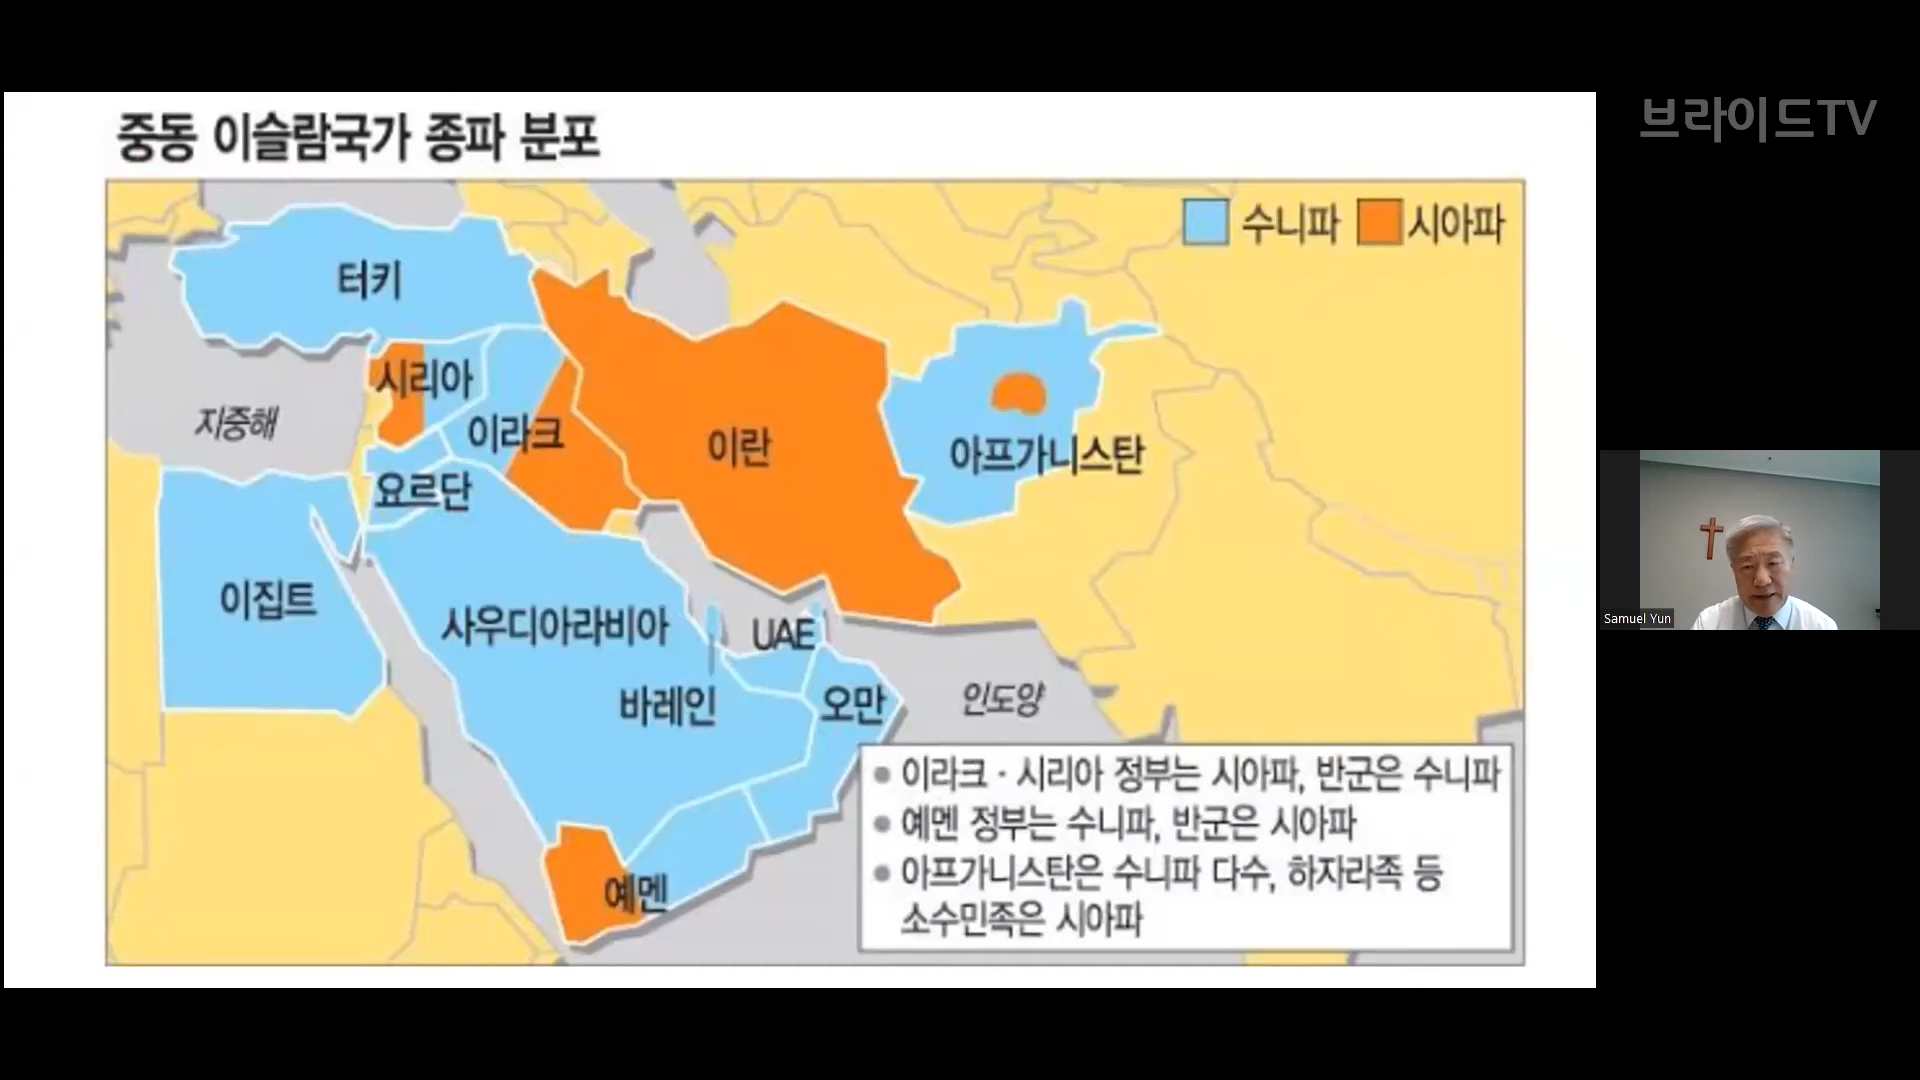 중동 이슬람국가 종파 분포
브라이드TV
수니파 시아파
터키
시리아
지중해
이라크
이란
아프가니스탄
요르단
이집트
사우디아라비아
UAE
바레인
오만
인도양
예멘
• 이라크 · 시리아 정부는 시아파, 반군은 수니파
• 예멘 정부는 수니파, 반군은 시아파
• 아프가니스탄은 수니파 다수, 하자라족 등
소수민족은 시아파
Samuel Yun